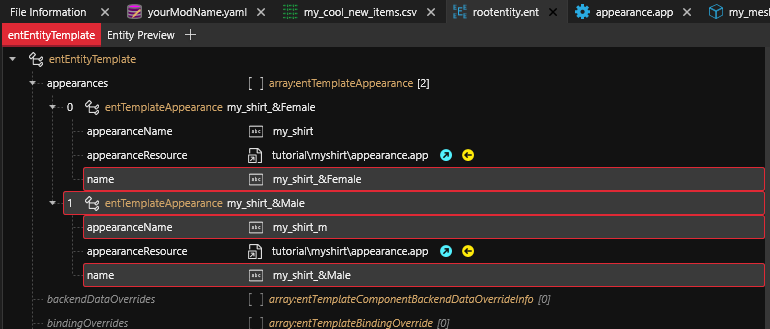 File Information yourModName.yaml my_cool_new_items.csv rootentity.ent appearance.app my_mes
entEntityTemplate Entity Preview
entEntityTemplate
appearances [ ] array:entTemplateAppearance [2]
0 entTemplateAppearance my_shirt_&Female
appearanceName abc my_shirt
appearanceResource tutorial\myshirt\appearance.app
name abc my_shirt_&Female
1 entTemplateAppearance my_shirt_&Male
appearanceName abc my_shirt_m
appearanceResource tutorial\myshirt\appearance.app
name abc my_shirt_&Male
backendDataOverrides [ ] array:entTemplateComponentBackendDataOverrideInfo [0]
bindingOverrides [ ] array:entTemplateBindingOverride [0]